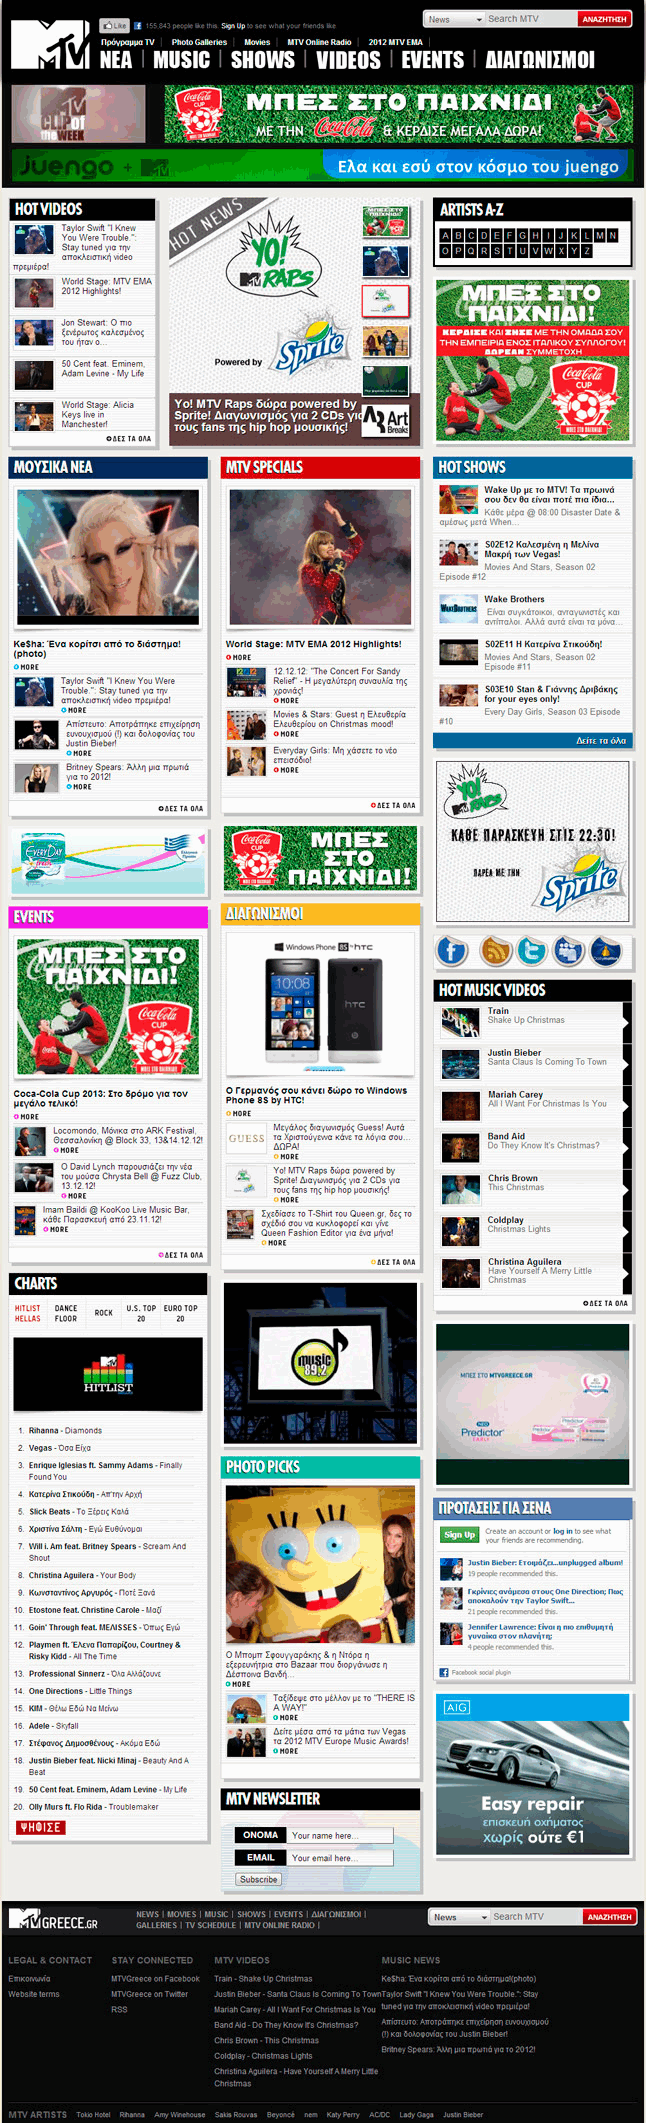 Like
155,643 people like this. Sign Up to see what your friends like
News
Search MTV
ΑΝΑΖΗΤΗΣΗ
Πρόγραμμα TV | Photo Galleries | Movies | MTV Online Radio | 2012 MTV EMA
ΝΕΑ | MUSIC | SHOWS | VIDEOS | EVENTS | ΔΙΑΓΩΝΙΣΜΟΙ
CLIP of the WEEK
Coca-Cola CUP
ΜΠΕΣ ΣΤΟ ΠΑΙΧΝΙΔΙ
ΜΕ ΤΗΝ Coca-Cola & ΚΕΡΔΙΣΕ ΜΕΓΑΛΑ ΔΩΡΑ!
juengo + MTV
Ελα και εσύ στον κόσμο του juengo
HOT VIDEOS
Taylor Swift "I Knew
You Were Trouble.":
Stay tuned για την
αποκλειστική video
πρεμιέρα!
World Stage: MTV EMA
2012 Highlights!
Jon Stewart: Ο πιο
ξενέρωτος καλεσμένος
του ήταν ο...
50 Cent feat. Eminem,
Adam Levine - My Life
World Stage: Alicia
Keys live in
Manchester!
ΔΕΣ ΤΑ ΟΛΑ
HOT NEWS
YO!
MTV RAPS
Powered by
Sprite
Yo! MTV Raps δώρα powered by
Sprite! Διαγωνισμός για 2 CDs για
τους fans της hip hop μουσικής!
Art
Breaks
ARTISTS A-Z
A B C D E F G H I J K L M N
O P Q R S T U V W X Y Z
ΜΠΕΣ ΣΤΟ
ΠΑΙΧΝΙΔΙ!
ΚΕΡΔΙΣΕ ΚΑΙ ΖΗΣΕ ΜΕ ΤΗΝ ΟΜΑΔΑ ΣΟΥ
ΤΗΝ ΕΜΠΕΙΡΙΑ ΕΝΟΣ ΙΤΑΛΙΚΟΥ ΣΥΛΛΟΓΟΥ!
ΔΩΡΕΑΝ ΣΥΜΜΕΤΟΧΗ
Coca-Cola
CUP
ΜΠΕΣ ΣΤΟ ΠΑΙΧΝΙΔΙ!
ΜΟΥΣΙΚΑ ΝΕΑ
Ke$ha: Ένα κορίτσι από το διάστημα!
(photo)
MORE
Taylor Swift "I Knew You Were
Trouble.": Stay tuned για την
αποκλειστική video πρεμιέρα!
MORE
Απίστευτο: Αποτράπηκε επιχείρηση
ευνουχισμού (!) και δολοφονίας του
Justin Bieber!
MORE
Britney Spears: Άλλη μια πρωτιά
για το 2012!
MORE
ΔΕΣ ΤΑ ΟΛΑ
MTV SPECIALS
World Stage: MTV EMA 2012 Highlights!
MORE
12.12.12: "The Concert For Sandy
Relief" - Η μεγαλύτερη συναυλία της
χρονιάς!
MORE
Movies & Stars: Guest η Ελευθερία
Ελευθερίου on Christmas mood!
MORE
Everyday Girls: Μη χάσετε το νέο
επεισόδιο!
MORE
ΔΕΣ ΤΑ ΟΛΑ
HOT SHOWS
Wake Up με το MTV! Τα πρωινά
σου δεν θα είναι ποτέ πια ίδια...
Κάθε μέρα @ 08:00 Disaster Date &
αμέσως μετά When...
S02E12 Καλεσμένη η Μελίνα
Μακρή των Vegas!
Movies And Stars, Season 02
Episode #12
WAKEBROTHERS
Wake Brothers
Είναι συγκάτοικοι, ανταγωνιστές και
αντίπαλοι. Αλλά αυτά είναι τα μόνα...
S02E11 Η Κατερίνα Στικούδη!
Movies And Stars, Season 02
Episode #11
S03E10 Stan & Γιάννης Δριβάκης
for your eyes only!
Every Day Girls, Season 03 Episode
#10
Δείτε τα όλα
YO!
MTV RAPS
ΚΑΘΕ ΠΑΡΑΣΚΕΥΗ ΣΤΙΣ 22:30!
ΠΑΡΕΑ ΜΕ ΤΗΝ
Sprite
EVERYDAY
fresh
Coca-Cola
CUP
ΜΠΕΣ
ΣΤΟ
ΠΑΙΧΝΙΔΙ!
EVENTS
ΜΠΕΣ ΣΤΟ
ΠΑΙΧΝΙΔΙ!
Coca-Cola
CUP
ΜΠΕΣ ΣΤΟ ΠΑΙΧΝΙΔΙ!
Coca-Cola Cup 2013: Στο δρόμο για τον
μεγάλο τελικό!
MORE
Locomondo, Μόνικα στο ARK Festival,
Θεσσαλονίκη @ Block 33, 13&14.12.12!
MORE
Ο David Lynch παρουσιάζει την νέα
του μούσα Chrysta Bell @ Fuzz Club,
13.12.12!
MORE
Imam Baildi @ KooKoo Live Music Bar,
κάθε Παρασκευή από 23.11.12!
MORE
ΔΕΣ ΤΑ ΟΛΑ
ΔΙΑΓΩΝΙΣΜΟΙ
Windows Phone 8S by HTC
10:08
hTC
Ο Γερμανός σου κάνει δώρο το Windows
Phone 8S by HTC!
MORE
GUESS
Μεγάλος διαγωνισμός Guess! Αυτά
τα Χριστούγεννα κάνε τα λόγια σου...
ΔΩΡΑ!
MORE
Yo! MTV Raps δώρα powered by
Sprite! Διαγωνισμός για 2 CDs για
τους fans της hip hop μουσικής!
MORE
Σχεδίασε το T-Shirt του Queen.gr, δες το
σχέδιό σου να κυκλοφορεί και γίνε
Queen Fashion Editor για ένα μήνα!
MORE
ΔΕΣ ΤΑ ΟΛΑ
HOT MUSIC VIDEOS
Train
Shake Up Christmas
Justin Bieber
Santa Claus Is Coming To Town
Mariah Carey
All I Want For Christmas Is You
Band Aid
Do They Know It's Christmas?
Chris Brown
This Christmas
Coldplay
Christmas Lights
Christina Aguilera
Have Yourself A Merry Little
Christmas
ΔΕΣ ΤΑ ΟΛΑ
CHARTS
HITLIST HELLAS
DANCE FLOOR
ROCK
U.S. TOP 20
EURO TOP 20
MTV
HITLIST
1. Rihanna - Diamonds
2. Vegas - Όσα Είχα
3. Enrique Iglesias ft. Sammy Adams - Finally
Found You
4. Κατερίνα Στικούδη - Απ'την Αρχή
5. Slick Beats - Το Ξέρεις Καλά
6. Χριστίνα Σάλτη - Εγώ Ευθύνομαι
7. Will i. Am feat. Britney Spears - Scream And
Shout
8. Christina Aguilera - Your Body
9. Κωνσταντίνος Αργυρός - Ποτέ Ξανά
10. Etostone feat. Christine Carole - Μαζί
11. Goin' Through feat. ΜΕΛΙSSES - Όπως Εγώ
12. Playmen ft. Έλενα Παπαρίζου, Courtney &
Risky Kidd - All The Time
13. Professional Sinnerz - Όλα Αλλάζουνε
14. One Directions - Little Things
15. ΚΙΜ - Θέλω Εδώ Να Μείνω
16. Adele - Skyfall
17. Στέφανος Δημοσθένους - Ακόμα Εδώ
18. Justin Bieber feat. Nicki Minaj - Beauty And A
Beat
19. 50 Cent feat. Eminem, Adam Levine - My Life
20. Olly Murs ft. Flo Rida - Troublemaker
ΨΗΦΙΣΕ
music
89,2
PHOTO PICKS
Ο Μπομπ Σφουγγαράκης & η Ντόρα η
εξερευνήτρια στο Bazaar που διοργάνωσε η
Δέσποινα Βανδή...
MORE
Ταξίδεψε στο μέλλον με το "THERE IS
A WAY!"
MORE
Δείτε μέσα από τα μάτια των Vegas
τα 2012 MTV Europe Music Awards!
MORE
MTV NEWSLETTER
ΟΝΟΜΑ
Your name here...
EMAIL
Your email here...
Subscribe
ΜΠΕΣ ΣΤΟ MTVGREECE.GR
Predictor
EARLY
ΠΡΟΤΑΣΕΙΣ ΓΙΑ ΣΕΝΑ
Sign Up
Create an account or log in to see what
your friends are recommending.
Justin Bieber: Ετοιμάζει...unplugged album!
19 people recommended this.
Γκρίνιες ανάμεσα στους One Direction; Πως
αποκαλούν την Taylor Swift...
21 people recommended this.
Jennifer Lawrence: Είναι η πιο επιθυμητή
γυναίκα στον πλανήτη;
4 people recommended this.
Facebook social plugin
AIG
Easy repair
επισκευή οχήματος
χωρίς ούτε €1
MTV GREECE.GR
NEWS | MOVIES | MUSIC | SHOWS | EVENTS | ΔΙΑΓΩΝΙΣΜΟΙ |
GALLERIES | TV SCHEDULE | MTV ONLINE RADIO |
News
Search MTV
ΑΝΑΖΗΤΗΣΗ
LEGAL & CONTACT
Επικοινωνία
Website terms
STAY CONNECTED
MTVGreece on Facebook
MTVGreece on Twitter
RSS
MTV VIDEOS
Train - Shake Up Christmas
Justin Bieber - Santa Claus Is Coming To Town
Mariah Carey - All I Want For Christmas Is You
Band Aid - Do They Know It's Christmas?
Chris Brown - This Christmas
Coldplay - Christmas Lights
Christina Aguilera - Have Yourself A Merry Little
Christmas
MUSIC NEWS
Ke$ha: Ένα κορίτσι από το διάστημα!(photo)
Taylor Swift "I Knew You Were Trouble.": Stay
tuned για την αποκλειστική video πρεμιέρα!
Απίστευτο: Αποτράπηκε επιχείρηση ευνουχισμού
(!) και δολοφονίας του Justin Bieber!
Britney Spears: Άλλη μια πρωτιά για το 2012!
MTV ARTISTS
Tokio Hotel Rihanna Amy Winehouse Sakis Rouvas Beyoncé nem Katy Perry AC/DC Lady Gaga Justin Bieber